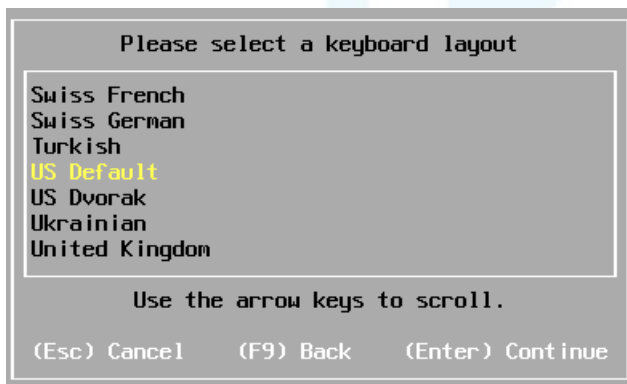 Please select a keyboard layout
Swiss French
Swiss German
Turkish
US Default
US Dvorak
Ukrainian
United Kingdom
Use the arrow keys to scroll.
(Esc) Cancel (F9) Back (Enter) Continue